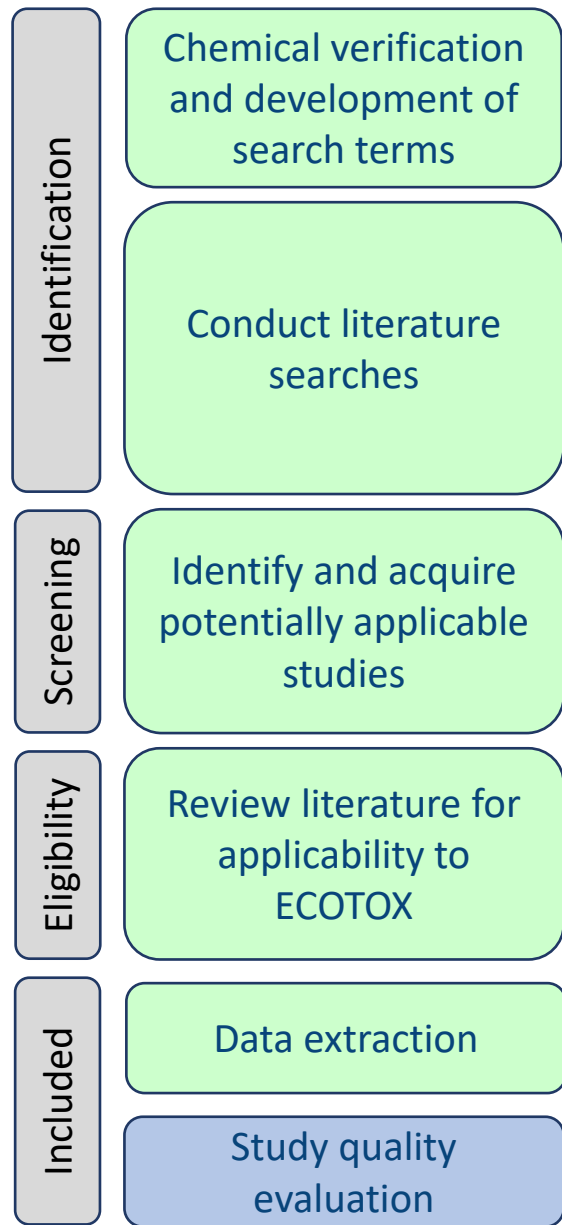 Identification
Chemical verification
and development of
search terms
Conduct literature
searches
Screening
Identify and acquire
potentially applicable
studies
Eligibility
Review literature for
applicability to
ECOTOX
Included
Data extraction
Study quality
evaluation